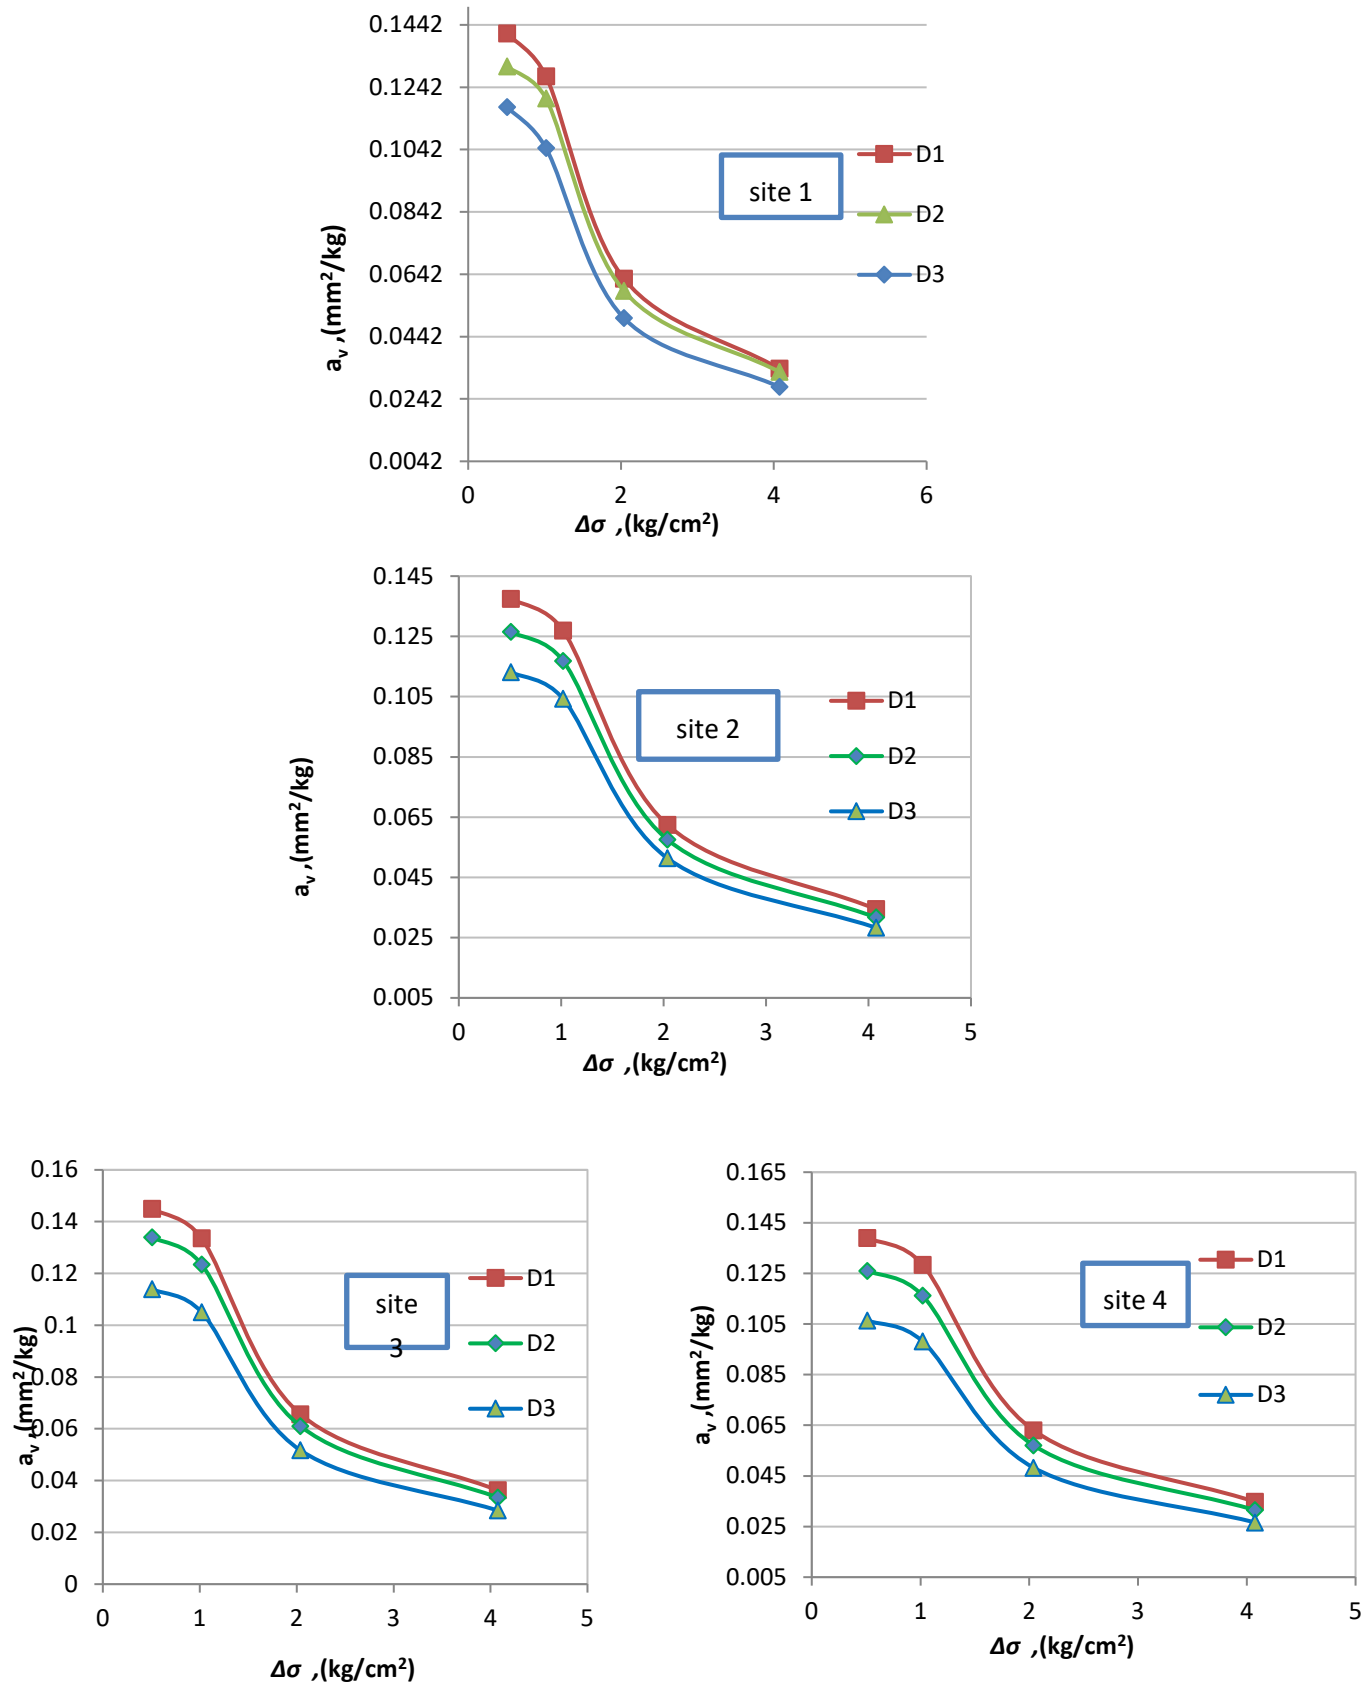 0.1442
0.1242
0.1042
0.0842
0.0642
0.0442
0.0242
0.0042
0 2 4 6
a_v ,(mm²/kg)
Δσ ,(kg/cm²)
site 1
D1
D2
D3
0.145
0.125
0.105
0.085
0.065
0.045
0.025
0.005
0 1 2 3 4 5
a_v ,(mm²/kg)
Δσ ,(kg/cm²)
site 2
D1
D2
D3
0.16
0.14
0.12
0.1
0.08
0.06
0.04
0.02
0
0 1 2 3 4 5
a_v ,(mm²/kg)
Δσ ,(kg/cm²)
site
3
D1
D2
D3
0.165
0.145
0.125
0.105
0.085
0.065
0.045
0.025
0.005
0 1 2 3 4 5
a_v ,(mm²/kg)
Δσ ,(kg/cm²)
site 4
D1
D2
D3